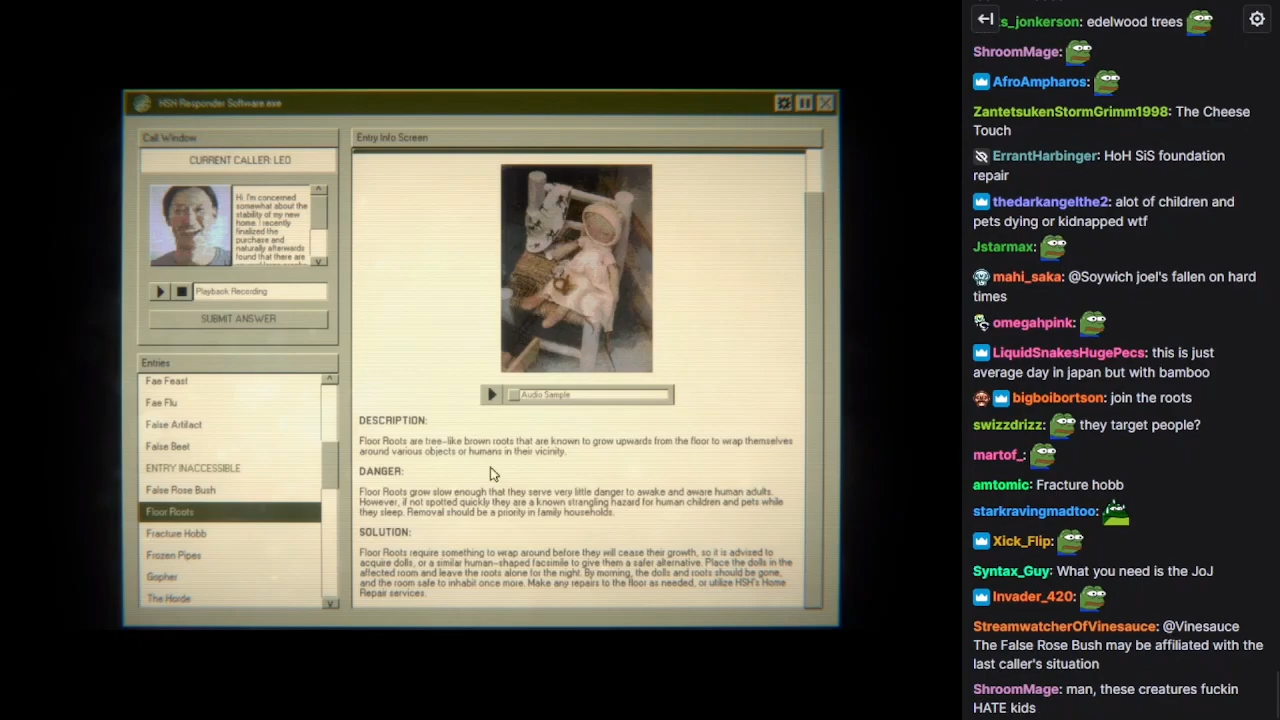 HSH Responder Software.exe
Call Window
CURRENT CALLER: LEO
Hi, I'm concerned
somewhat about the
stability of my new
home. I recently
finalized the
purchase and
naturally afterwards
found that there are
Playback Recording
SUBMIT ANSWER
Entries
Fae Feast
Fae Flu
False Artifact
False Beat
ENTRY INACCESSIBLE
False Rose Bush
Floor Roots
Fracture Hobb
Frozen Pipes
Gopher
The Horde
Entry Info Screen
Audio Sample
DESCRIPTION:
Floor Roots are tree-like brown roots that are known to grow upwards from the floor to wrap themselves
around various objects or humans in their vicinity.
DANGER:
Floor Roots grow slow enough that they serve very little danger to awake and aware human adults.
However, if not spotted quickly they are a known strangling hazard for human children and pets while
they sleep. Removal should be a priority in family households.
SOLUTION:
Floor Roots require something to wrap around before they will cease their growth, so it is advised to
acquire dolls, or a similar human-shaped facsimile to give them a safer alternative. Place the dolls in the
affected room and leave the roots alone for the night. By morning, the dolls and roots should be gone,
and the room safe to inhabit once more. Make any repairs to the floor as needed, or utilize HSH's Home
Repair services.
s_jonkerson: edelwood trees
ShroomMage:
AfroAmpharos:
ZantetsukenStormGrimm1998: The Cheese
Touch
ErrantHarbinger: HoH SiS foundation
repair
thedarkangelthe2: alot of children and
pets dying or kidnapped wtf
Jstarmax:
mahi_saka: @Soywich joel's fallen on hard
times
omegahpink:
LiquidSnakesHugePecs: this is just
average day in japan but with bamboo
bigboibortson: join the roots
swizzdrizz: they target people?
martof_:
amtomic: Fracture hobb
starkravingmadtoo:
Xick_Flip:
Syntax_Guy: What you need is the JoJ
Invader_420:
StreamwatcherOfVinesauce: @Vinesauce
The False Rose Bush may be affiliated with the
last caller's situation
ShroomMage: man, these creatures fuckin
HATE kids